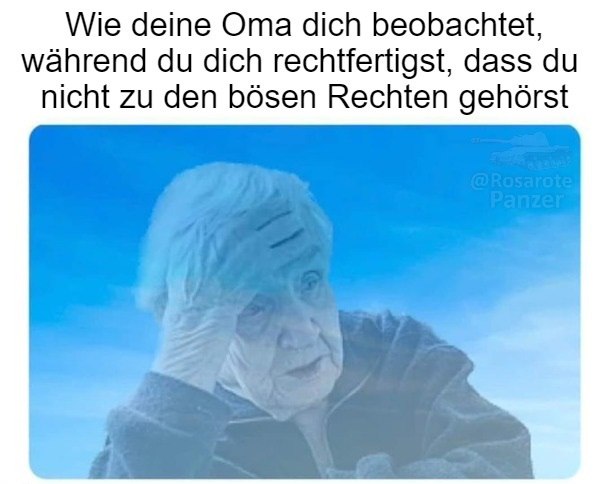 Wie deine Oma dich beobachtet,
während du dich rechtfertigst, dass du
nicht zu den bösen Rechten gehörst
@Rosarote
Panzer